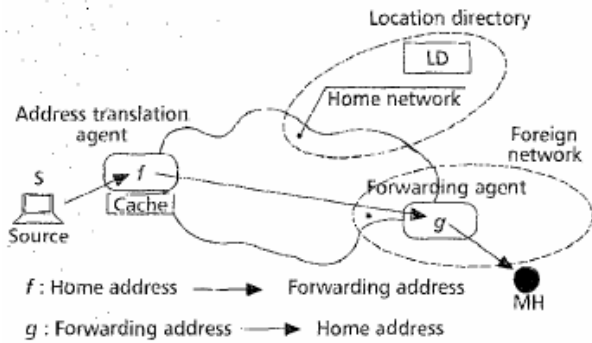 Location directory
LD
Home network
Address translation
agent
Foreign
network
S
f
Forwarding agent
Cache
g
Source
MH
f : Home address Forwarding address
g : Forwarding address Home address